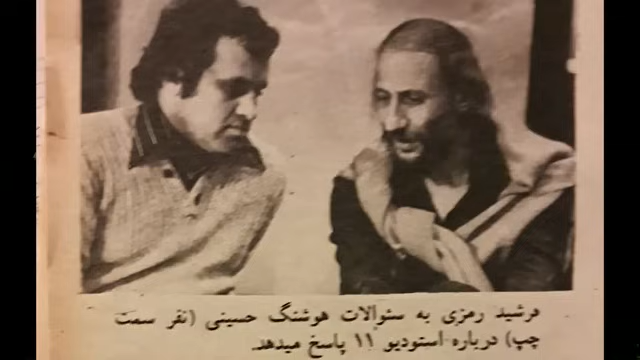 فرشید رمزی به سئوالات هوشنگ حسینی (نفر سمت
چپ) درباره استودیو ۱۱ پاسخ میدهد.